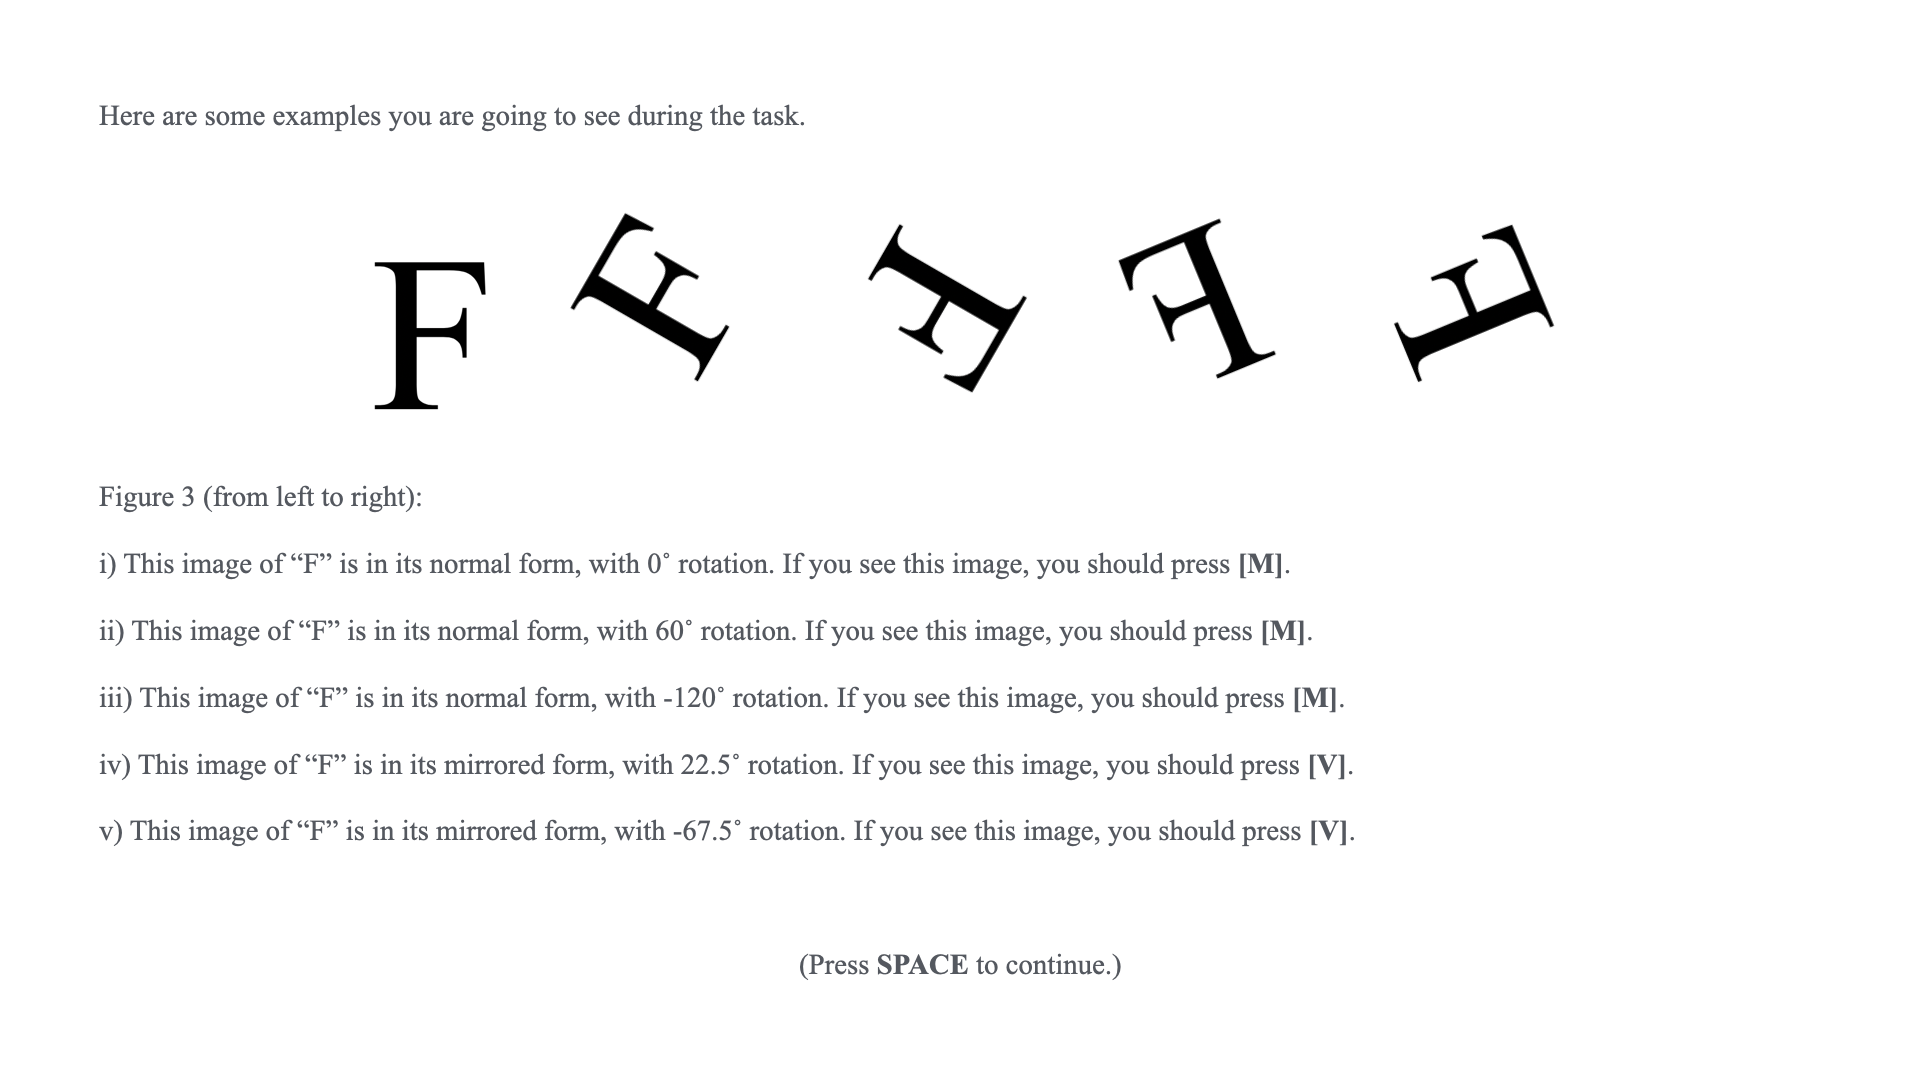 Here are some examples you are going to see during the task.
F F F F F
Figure 3 (from left to right):
i) This image of “F” is in its normal form, with 0˚ rotation. If you see this image, you should press [M].
ii) This image of “F” is in its normal form, with 60˚ rotation. If you see this image, you should press [M].
iii) This image of “F” is in its normal form, with -120˚ rotation. If you see this image, you should press [M].
iv) This image of “F” is in its mirrored form, with 22.5˚ rotation. If you see this image, you should press [V].
v) This image of “F” is in its mirrored form, with -67.5˚ rotation. If you see this image, you should press [V].
(Press SPACE to continue.)